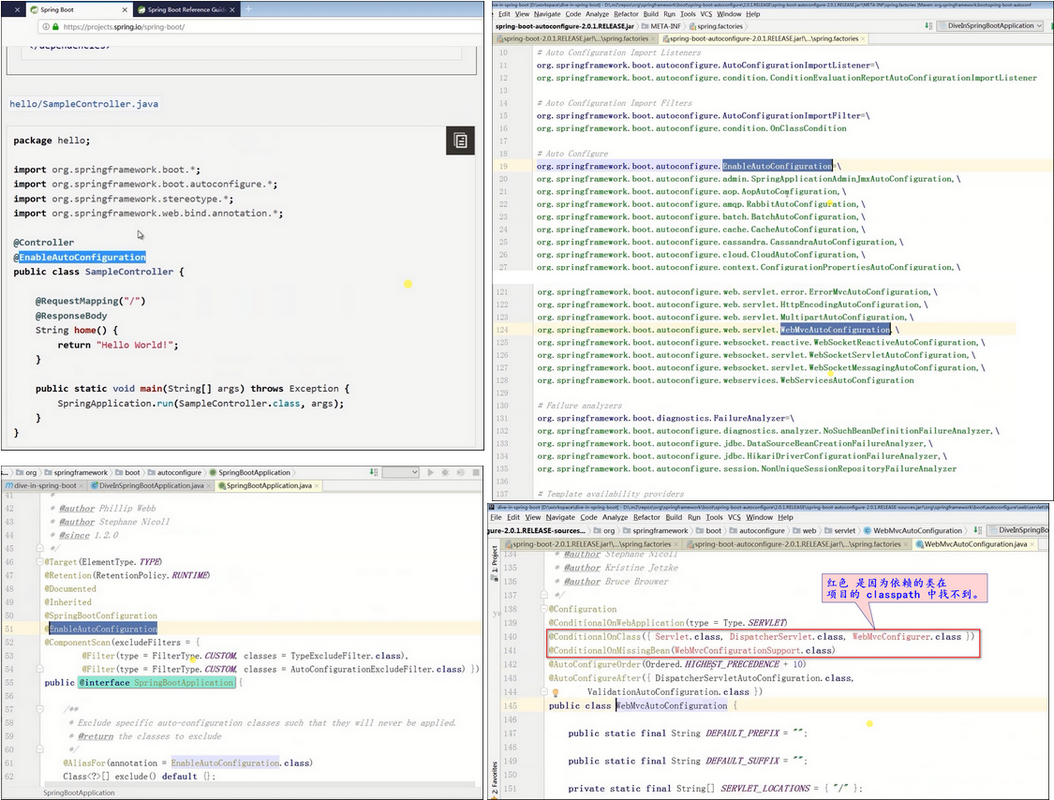 Spring Boot
Spring Boot Reference Guid
https://projects.spring.io/spring-boot/
</dependencies>
hello/SampleController.java
package hello;
import org.springframework.boot.*;
import org.springframework.boot.autoconfigure.*;
import org.springframework.stereotype.*;
import org.springframework.web.bind.annotation.*;
@Controller
@EnableAutoConfiguration
public class SampleController {
@RequestMapping("/")
@ResponseBody
String home() {
return "Hello World!";
}
public static void main(String[] args) throws Exception {
SpringApplication.run(SampleController.class, args);
}
}
Edit View Navigate Code Analyze Refactor Build Run Tools VCS Window Help
spring-boot-autoconfigure-2.0.1.RELEASE.jar META-INF spring.factories DiveInSpringBootApplication
spring-boot-2.0.1.RELEASE.jar!\...\spring.factories spring-boot-autoconfigure-2.0.1.RELEASE.jar!\...\spring.factories
10 # Auto Configuration Import Listeners
11 org.springframework.boot.autoconfigure.AutoConfigurationImportListener=\
12 org.springframework.boot.autoconfigure.condition.ConditionEvaluationReportAutoConfigurationImportListener
13
14 # Auto Configuration Import Filters
15 org.springframework.boot.autoconfigure.AutoConfigurationImportFilter=\
16 org.springframework.boot.autoconfigure.condition.OnClassCondition
17
18 # Auto Configure
19 org.springframework.boot.autoconfigure.EnableAutoConfiguration=\
20 org.springframework.boot.autoconfigure.admin.SpringApplicationAdminJmxAutoConfiguration,\
21 org.springframework.boot.autoconfigure.aop.AopAutoConfiguration,\
22 org.springframework.boot.autoconfigure.amqp.RabbitAutoConfiguration,\
23 org.springframework.boot.autoconfigure.batch.BatchAutoConfiguration,\
24 org.springframework.boot.autoconfigure.cache.CacheAutoConfiguration,\
25 org.springframework.boot.autoconfigure.cassandra.CassandraAutoConfiguration,\
26 org.springframework.boot.autoconfigure.cloud.CloudAutoConfiguration,\
27 org.springframework.boot.autoconfigure.context.ConfigurationPropertiesAutoConfiguration,\
121 org.springframework.boot.autoconfigure.web.servlet.error.ErrorMvcAutoConfiguration,\
122 org.springframework.boot.autoconfigure.web.servlet.HttpEncodingAutoConfiguration,\
123 org.springframework.boot.autoconfigure.web.servlet.MultipartAutoConfiguration,\
124 org.springframework.boot.autoconfigure.web.servlet.WebMvcAutoConfiguration,\
125 org.springframework.boot.autoconfigure.websocket.reactive.WebSocketReactiveAutoConfiguration,\
126 org.springframework.boot.autoconfigure.websocket.servlet.WebSocketServletAutoConfiguration,\
127 org.springframework.boot.autoconfigure.websocket.servlet.WebSocketMessagingAutoConfiguration,\
128 org.springframework.boot.autoconfigure.webservices.WebServicesAutoConfiguration
129
130 # Failure analyzers
131 org.springframework.boot.diagnostics.FailureAnalyzer=\
132 org.springframework.boot.autoconfigure.diagnostics.analyzer.NoSuchBeanDefinitionFailureAnalyzer,\
133 org.springframework.boot.autoconfigure.jdbc.DataSourceBeanCreationFailureAnalyzer,\
134 org.springframework.boot.autoconfigure.jdbc.HikariDriverConfigurationFailureAnalyzer,\
135 org.springframework.boot.autoconfigure.session.NonUniqueSessionRepositoryFailureAnalyzer
136
137 # Template availability providers
s... org springframework boot autoconfigure SpringBootApplication
dive-in-spring-boot DiveInSpringBootApplication.java SpringBootApplication.java
41 *
42 * @author Phillip Webb
43 * @author Stephane Nicoll
44 * @since 1.2.0
45 */
46 @Target(ElementType.TYPE)
47 @Retention(RetentionPolicy.RUNTIME)
48 @Documented
49 @Inherited
50 @SpringBootConfiguration
51 @EnableAutoConfiguration
52 @ComponentScan(excludeFilters = {
53 @Filter(type = FilterType.CUSTOM, classes = TypeExcludeFilter.class),
54 @Filter(type = FilterType.CUSTOM, classes = AutoConfigurationExcludeFilter.class) })
55 public @interface SpringBootApplication {
56
57 /**
58 * Exclude specific auto-configuration classes such that they will never be applied.
59 * @return the classes to exclude
60 */
61 @AliasFor(annotation = EnableAutoConfiguration.class)
62 Class<?>[] exclude() default {};
SpringBootApplication
File Edit View Navigate Code Analyze Refactor Build Run Tools VCS Window Help
gure-2.0.1.RELEASE-sources... org springframework boot autoconfigure web servlet WebMvcAutoConfiguration DiveInSpringBo
spring-boot-2.0.1.RELEASE.jar!\...\spring.factories spring-boot-autoconfigure-2.0.1.RELEASE.jar!\...\spring.factories WebMvcAutoConfiguration.java
1: Project
134 * @author Stephane Nicoll
135 * @author Kristine Jetzke
136 * @author Bruce Brouwer
137 */
红色 是因为依赖的类在
项目的 classpath 中找不到。
138 @Configuration
139 @ConditionalOnWebApplication(type = Type.SERVLET)
140 @ConditionalOnClass({ Servlet.class, DispatcherServlet.class, WebMvcConfigurer.class })
141 @ConditionalOnMissingBean(WebMvcConfigurationSupport.class)
142 @AutoConfigureOrder(Ordered.HIGHEST_PRECEDENCE + 10)
143 @AutoConfigureAfter({ DispatcherServletAutoConfiguration.class,
144 ValidationAutoConfiguration.class })
145 public class WebMvcAutoConfiguration {
146
147 public static final String DEFAULT_PREFIX = "";
148
149 public static final String DEFAULT_SUFFIX = "";
150
151 private static final String[] SERVLET_LOCATIONS = { "/" };
2: Favorites